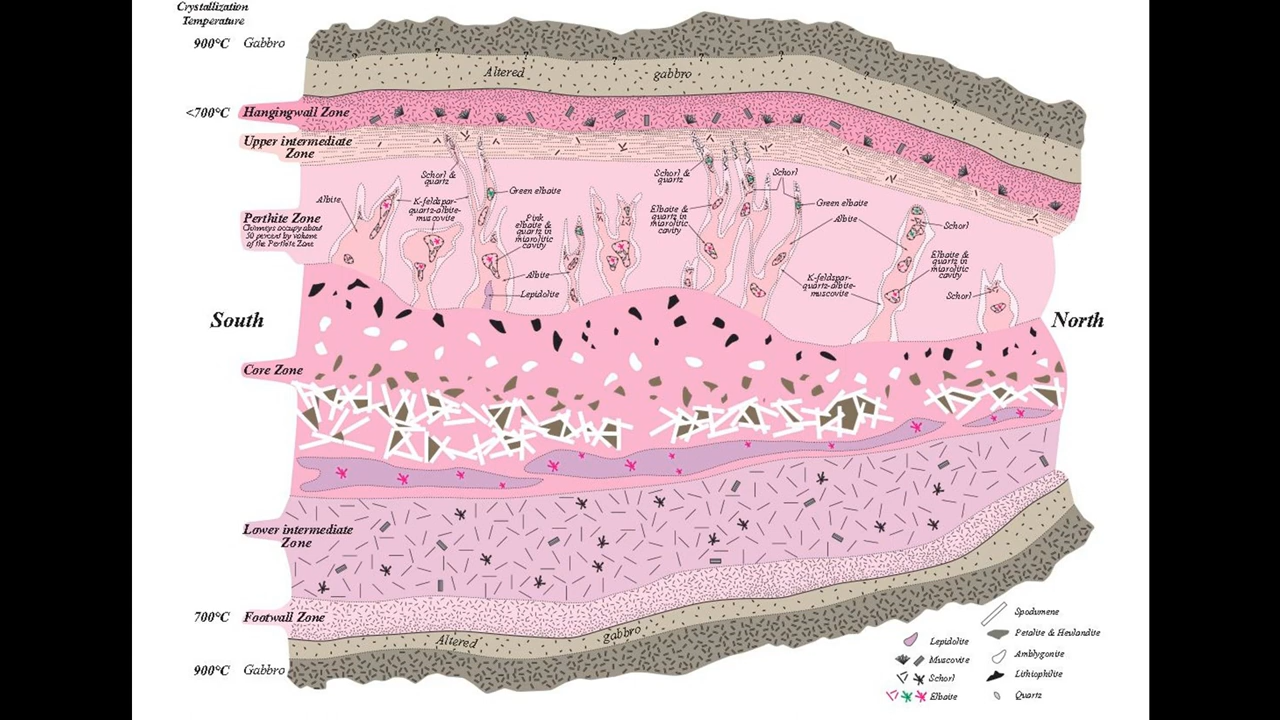 Crystallization
Temperature
900°C Gabbro
Altered gabbro
<700°C Hangingwall Zone
Upper intermediate
Zone
Schorl &
quartz
Green elbaite
Albite
K-feldspar-
quartz-albite-
muscovite
Perthite Zone
Chimneys occupy about
50 percent by volume
of the Perthite Zone
Pink
elbaite &
quartz in
miarolitic
cavity
Albite
Lepidolite
Schorl &
quartz
Schorl
Elbaite &
quartz in
miarolitic
cavity
Green elbaite
Albite
Schorl
Elbaite &
quartz in
miarolitic
cavity
K-feldspar-
quartz-albite-
muscovite
Schorl
South
North
Core Zone
Lower intermediate
Zone
700°C Footwall Zone
Altered gabbro
900°C Gabbro
Lepidolite
Muscovite
Schorl
Elbaite
Spodumene
Petalite & Heulandite
Amblygonite
Lithiophilite
Quartz
? ? ? ? ? ? ? ? ?